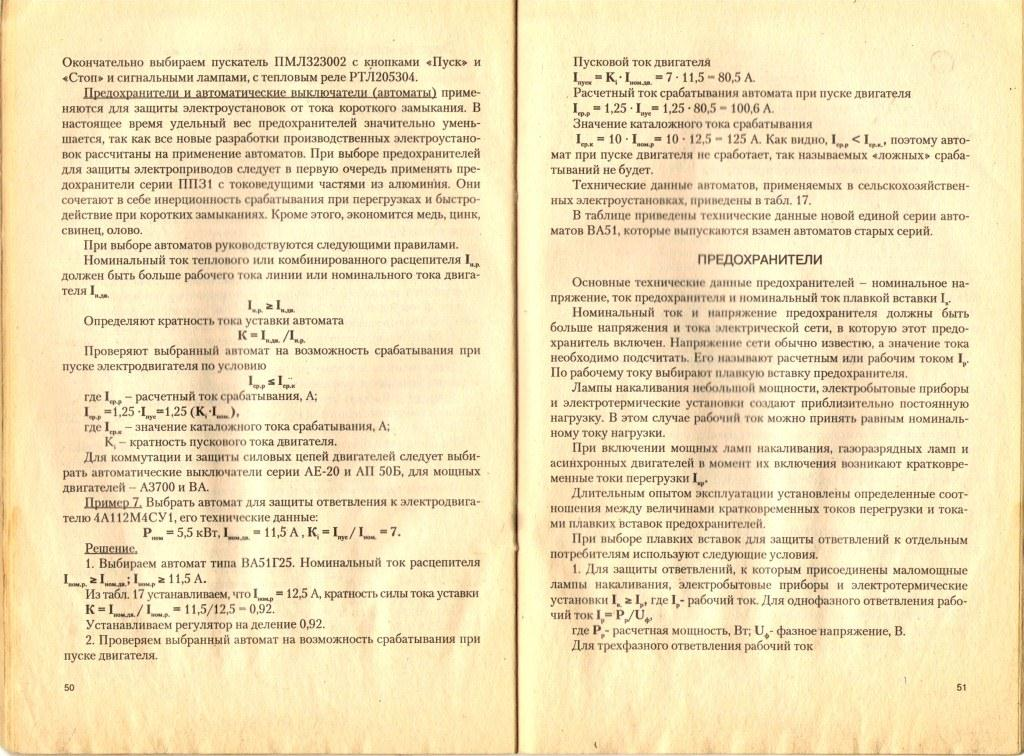 Окончательно выбираем пускатель ПМЛ323002 с кнопками «Пуск» и
«Стоп» и сигнальными лампами, с тепловым реле РТЛ205304.
Предохранители и автоматические выключатели (автоматы) приме-
няются для защиты электроустановок от тока короткого замыкания. В
настоящее время удельный вес предохранителей значительно умень-
шается, так как все новые разработки производственных электроустано-
вок рассчитаны на применение автоматов. При выборе предохранителей
для защиты электроприводов следует в первую очередь применять пре-
дохранители серии ПП31 с токоведущими частями из алюминия. Они
сочетают в себе инерционность срабатывания при перегрузках и быстро-
действие при коротких замыканиях. Кроме этого, экономится медь, цинк,
свинец, олово.
При выборе автоматов руководствуются следующими правилами.
Номинальный ток теплового или комбинированного расцепителя Iн.р.
должен быть больше рабочего тока линии или номинального тока двига-
теля Iн.дв.
Iн.р. ≥ Iн.дв.
Определяют кратность тока уставки автомата
K = Iн.дв. /Iн.р.
Проверяют выбранный автомат на возможность срабатывания при
пуске электродвигателя по условию
Iср.р ≤ Iср.к
где Iср.р – расчетный ток срабатывания, А;
Iср.р =1,25 ·Iпус=1,25 (Ki·Iном.),
где Iср.к – значение каталожного тока срабатывания, А;
Ki – кратность пускового тока двигателя.
Для коммутации и защиты силовых цепей двигателей следует выби-
рать автоматические выключатели серии АЕ-20 и АП 50Б, для мощных
двигателей – А3700 и ВА.
Пример 7. Выбрать автомат для защиты ответвления к электродвига-
телю 4А112М4СУ1, его технические данные:
Pном = 5,5 кВт, Iном.дв. = 11,5 А , Ki = Iпус / Iном. = 7.
Решение.
1. Выбираем автомат типа ВА51Г25. Номинальный ток расцепителя
Iном.р. ≥ Iном.дв.; Iном.р ≥ 11,5 А.
Из табл. 17 устанавливаем, что Iном.р = 12,5 А, кратность силы тока уставки
K = Iном.дв./ Iном.р. = 11,5/12,5 = 0,92.
Устанавливаем регулятор на деление 0,92.
2. Проверяем выбранный автомат на возможность срабатывания при
пуске двигателя.
50
Пусковой ток двигателя
Iпуск = Ki · Iном.дв. = 7 · 11,5 = 80,5 А.
Расчетный ток срабатывания автомата при пуске двигателя
Iср.р = 1,25 · Iпус= 1,25 · 80,5 = 100,6 А.
Значение каталожного тока срабатывания
Iср.к = 10 · Iном.р= 10 · 12,5 = 125 А. Как видно, Iср.р < Iср.к., поэтому авто-
мат при пуске двигателя не сработает, так называемых «ложных» сраба-
тываний не будет.
Технические данные автоматов, применяемых в сельскохозяйствен-
ных электроустановках, приведены в табл. 17.
В таблице приведены технические данные новой единой серии авто-
матов ВА51, которые выпускаются взамен автоматов старых серий.
ПРЕДОХРАНИТЕЛИ
Основные технические данные предохранителей – номинальное на-
пряжение, ток предохранителя и номинальный ток плавкой вставки Iв.
Номинальный ток и напряжение предохранителя должны быть
больше напряжения и тока электрической сети, в которую этот предо-
хранитель включен. Напряжение сети обычно известно, а значение тока
необходимо подсчитать. Его называют расчетным или рабочим током Iр.
По рабочему току выбирают плавкую вставку предохранителя.
Лампы накаливания небольшой мощности, электробытовые приборы
и электротермические установки создают приблизительно постоянную
нагрузку. В этом случае рабочий ток можно принять равным номиналь-
ному току нагрузки.
При включении мощных ламп накаливания, газоразрядных ламп и
асинхронных двигателей в момент их включения возникают кратковре-
менные токи перегрузки Iкр.
Длительным опытом эксплуатации установлены определенные соот-
ношения между величинами кратковременных токов перегрузки и тока-
ми плавких вставок предохранителей.
При выборе плавких вставок для защиты ответвлений к отдельным
потребителям используют следующие условия.
1. Для защиты ответвлений, к которым присоединены маломощные
лампы накаливания, электробытовые приборы и электротермические
установки Iв. ≥ Iр, где Iр- рабочий ток. Для однофазного ответвления рабо-
чий ток Iр= Pр/Uф,
где Pр- расчетная мощность, Вт; Uф- фазное напряжение, В.
Для трехфазного ответвления рабочий ток
51